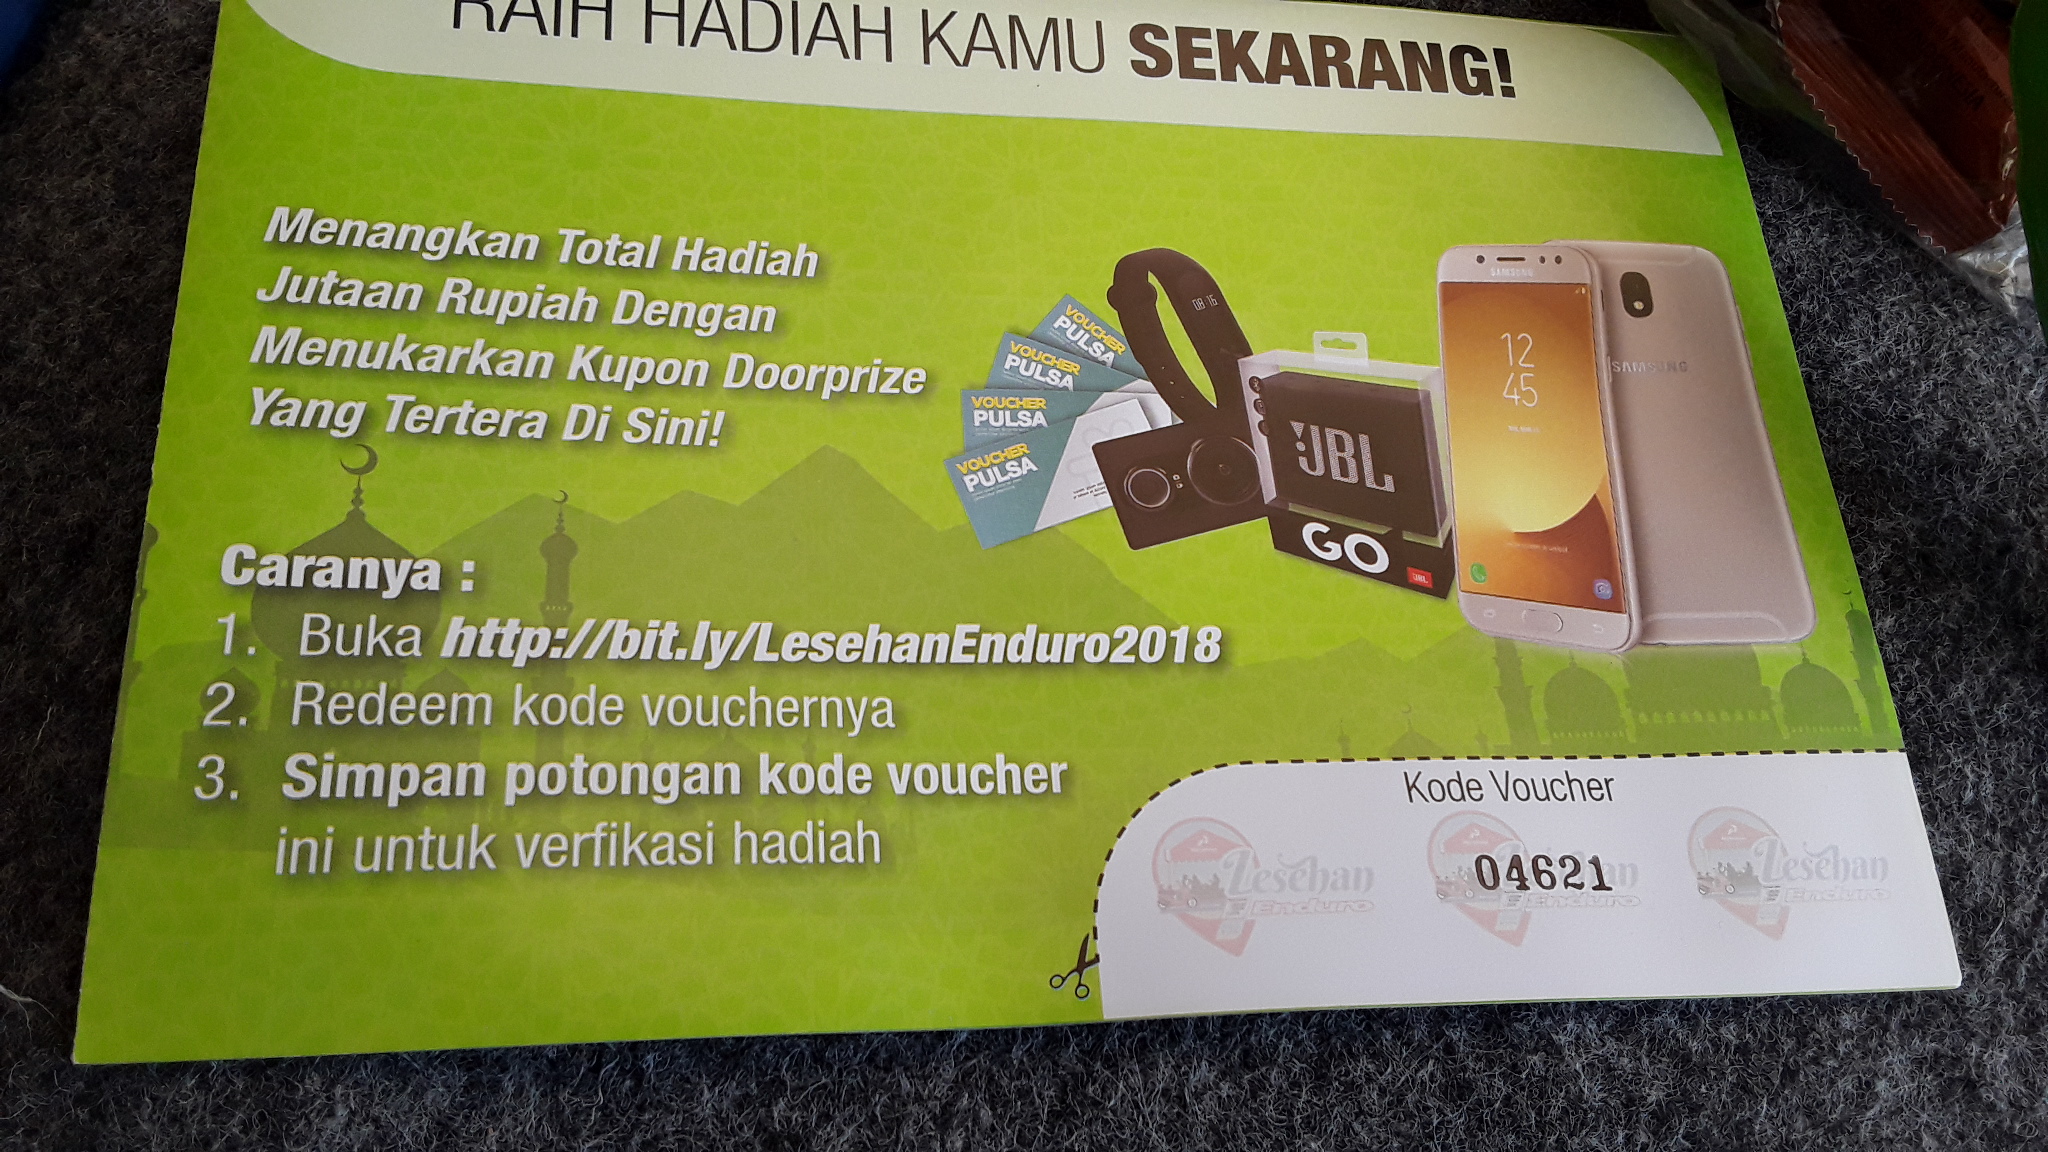 RAIH HADIAH KAMU SEKARANG!
Menangkan Total Hadiah
Jutaan Rupiah Dengan
Menukarkan Kupon Doorprize
Yang Tertera Di Sini!
VOUCHER
PULSA
VOUCHER
PULSA
VOUCHER
PULSA
VOUCHER
PULSA
08 16
JBL
GO
JBL
SAMSUNG
12
45
SAMSUNG
Caranya :
1. Buka http://bit.ly/LesehanEnduro2018
2. Redeem kode vouchernya
3. Simpan potongan kode voucher
ini untuk verfikasi hadiah
Kode Voucher
04621
Lesehan
Enduro
Enduro
Lesehan
Enduro